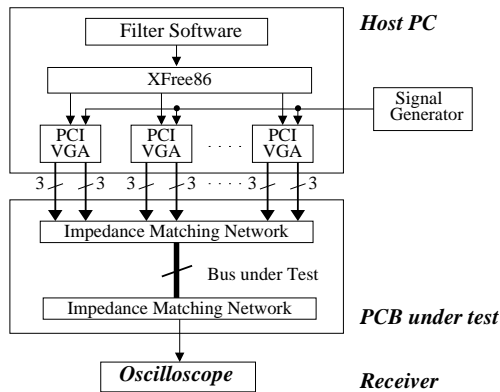 Host PC
Filter Software
XFree86
Signal
Generator
PCI
VGA
PCI
VGA
. . . .
PCI
VGA
3 3 3 3 . . . . 3 3
Impedance Matching Network
Bus under Test
Impedance Matching Network
PCB under test
Oscilloscope
Receiver